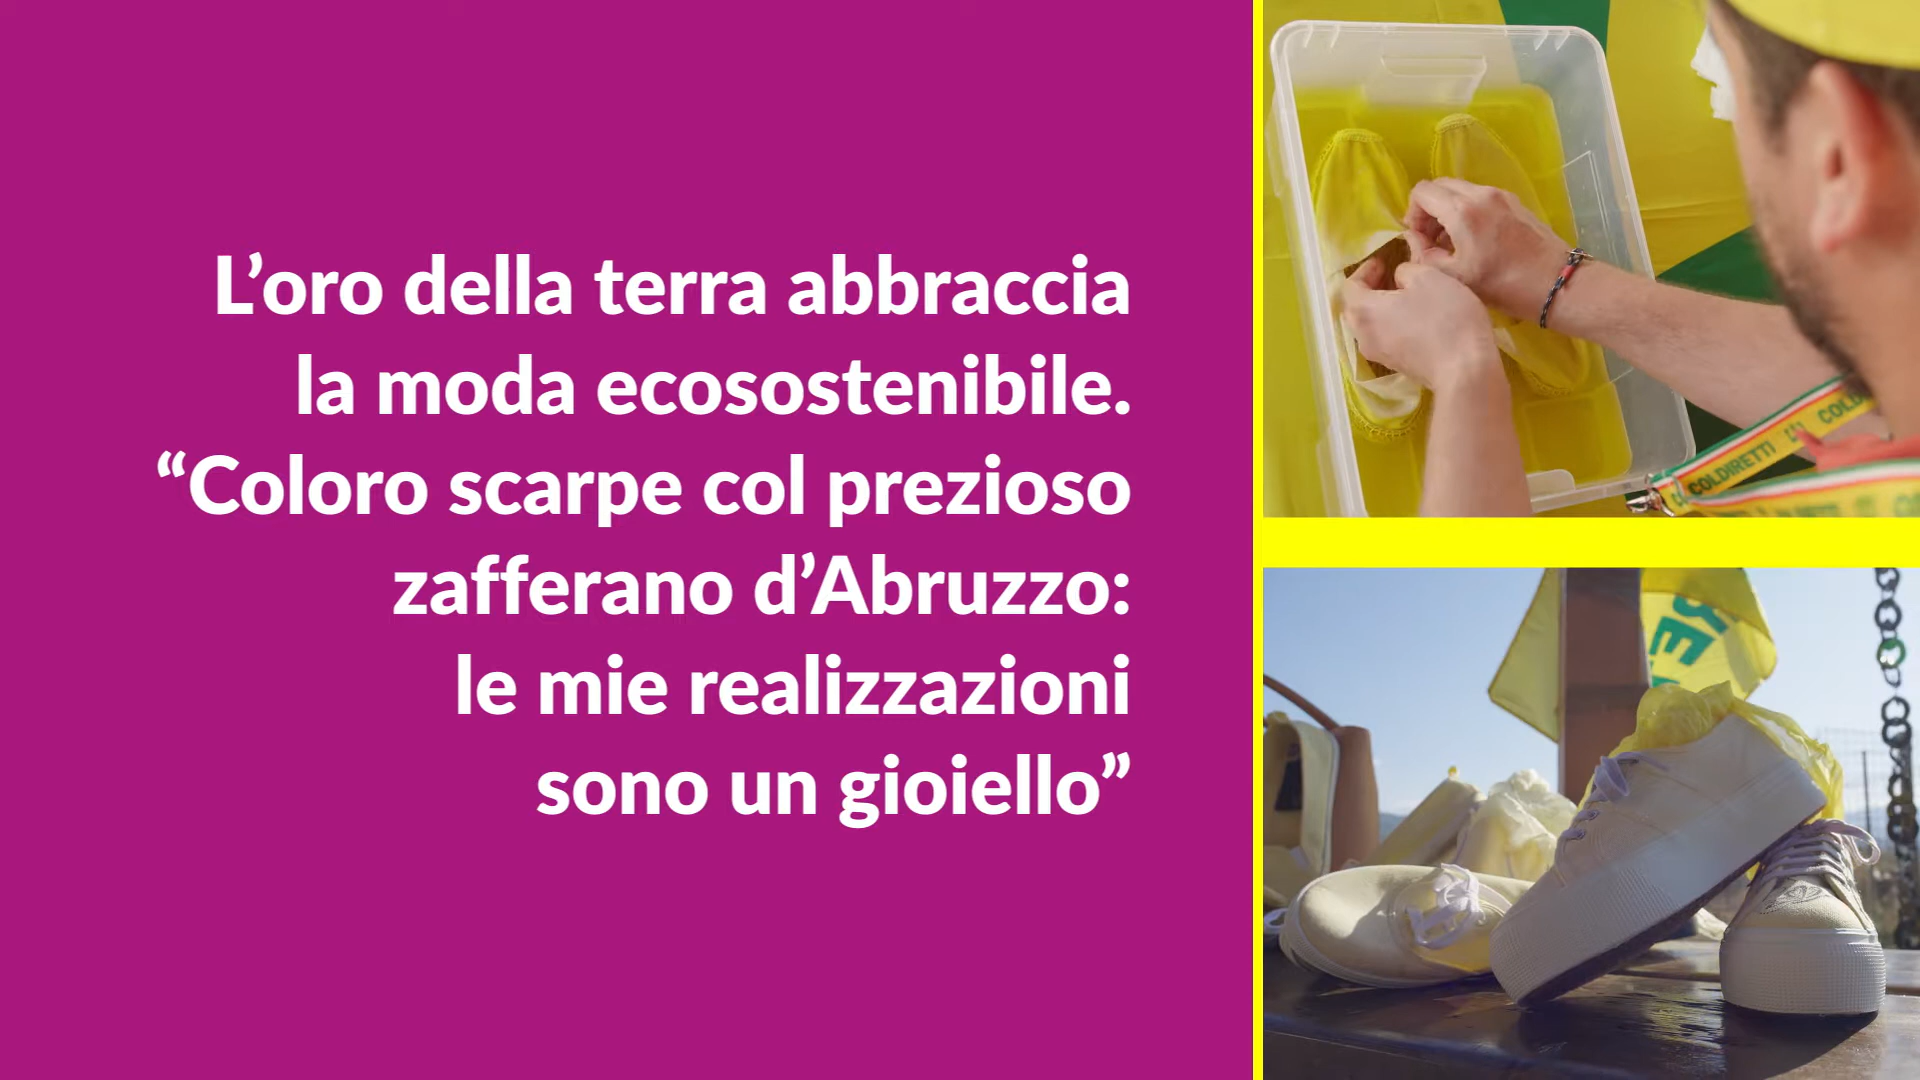 L’oro della terra abbraccia
la moda ecosostenibile.
“Coloro scarpe col prezioso
zafferano d’Abruzzo:
le mie realizzazioni
sono un gioiello”
COLDIRETTI